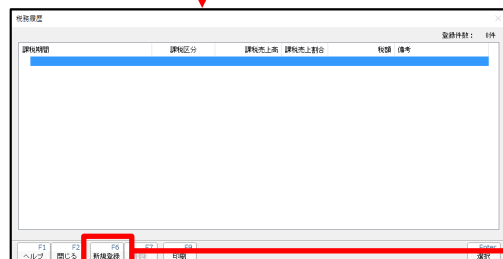 税務履歴
登録件数： 0件
課税期間 課税区分 課税売上高 課税売上割合 税額 備考
F1 F2 F6 F7 F9 Enter
ヘルプ 閉じる 新規登録 印刷 選択